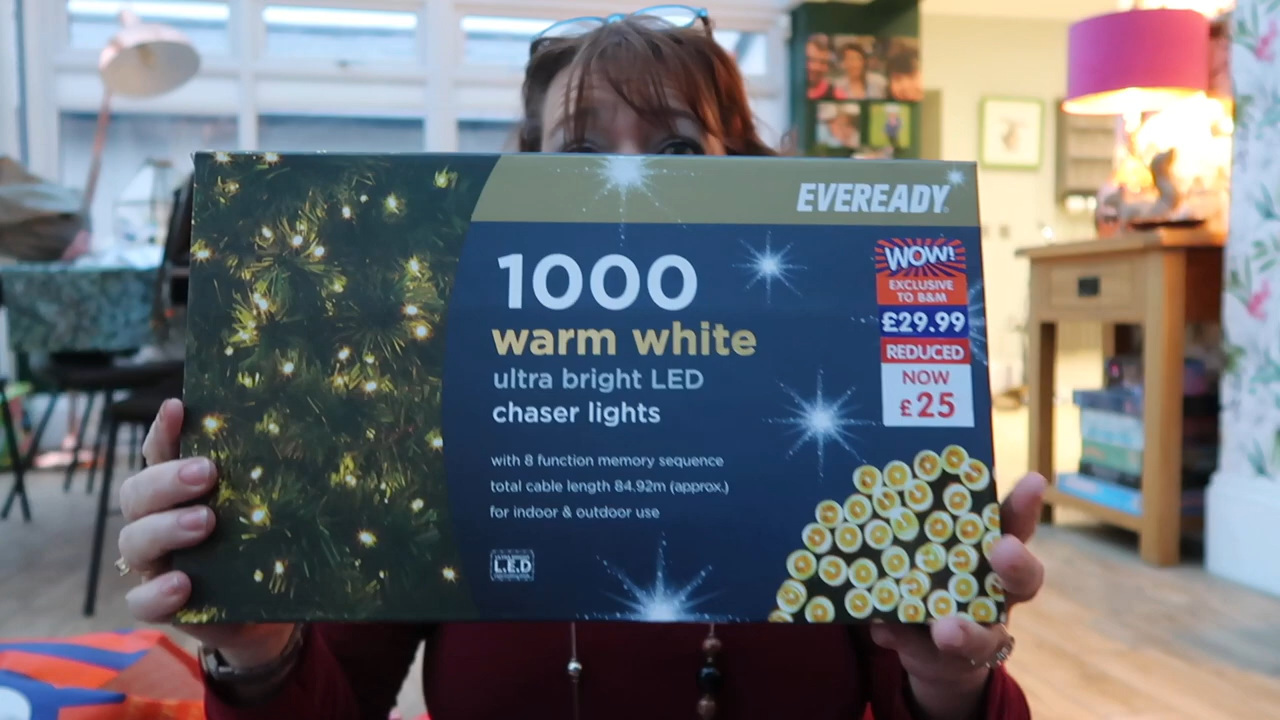 EVEREADY
1000
warm white
ultra bright LED
chaser lights
with 8 function memory sequence
total cable length 84.92m (approx.)
for indoor & outdoor use
L.E.D
WOW!
EXCLUSIVE
TO B&M
£29.99
REDUCED
NOW
£25